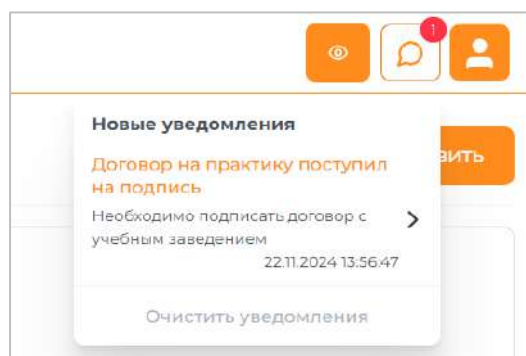 1
Новые уведомления
вить
Договор на практику поступил
на подпись
Необходимо подписать договор с
учебным заведением
22.11.2024 13:56:47
Очистить уведомления